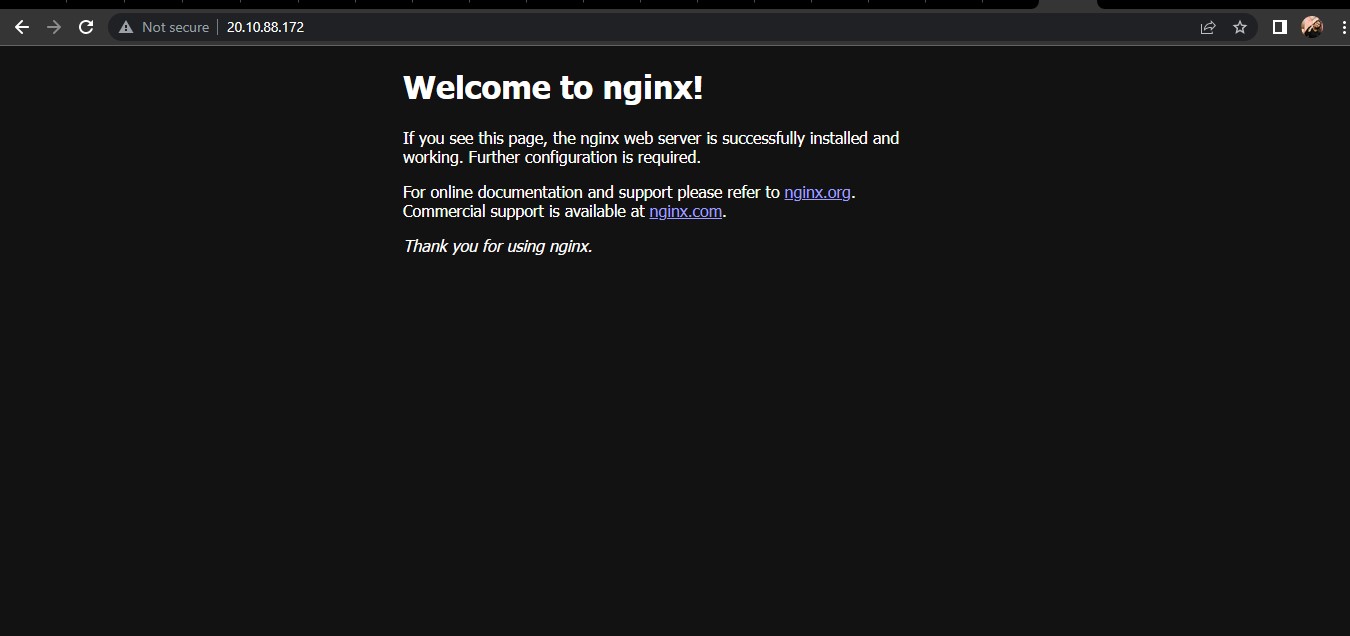 Not secure
20.10.88.172
Welcome to nginx!
If you see this page, the nginx web server is successfully installed and
working. Further configuration is required.
For online documentation and support please refer to nginx.org.
Commercial support is available at nginx.com.
Thank you for using nginx.